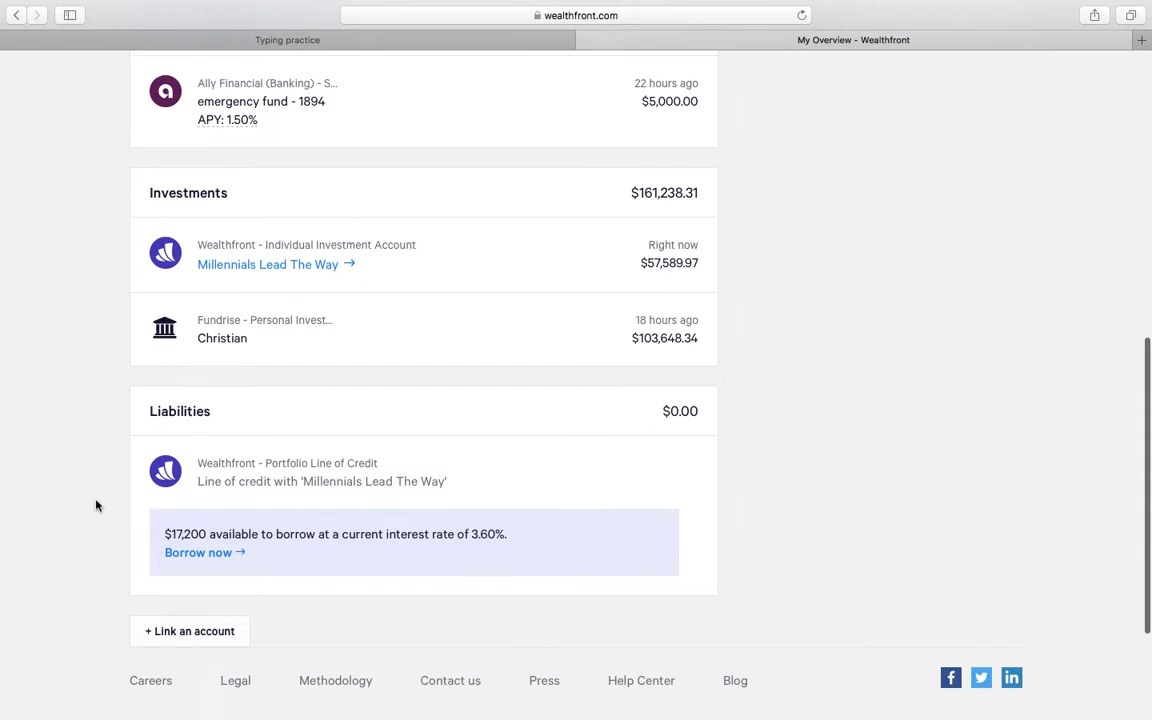 wealthfront.com
Typing practice
My Overview - Wealthfront
Ally Financial (Banking) - S...
22 hours ago
emergency fund - 1894
$5,000.00
APY: 1.50%
Investments
$161,238.31
Wealthfront - Individual Investment Account
Right now
Millennials Lead The Way →
$57,589.97
Fundrise - Personal Invest...
18 hours ago
Christian
$103,648.34
Liabilities
$0.00
Wealthfront - Portfolio Line of Credit
Line of credit with 'Millennials Lead The Way'
$17,200 available to borrow at a current interest rate of 3.60%.
Borrow now →
+ Link an account
Careers Legal Methodology Contact us Press Help Center Blog